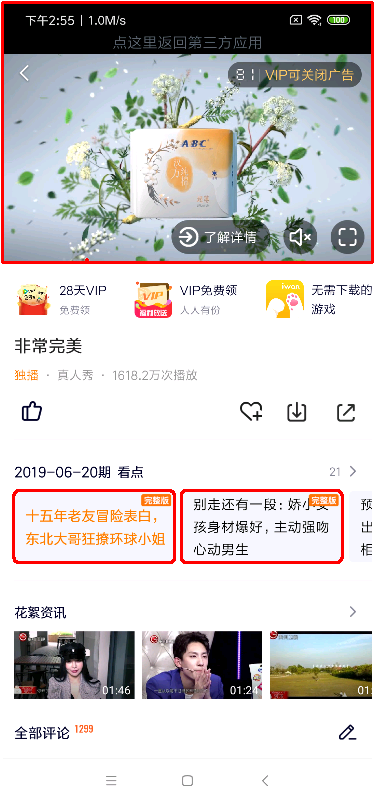 下午2:55 1.0M/s 100
点这里返回第三方应用
81 VIP可关闭广告
ABC
了解详情
28天VIP
免费领
VIP
福利放送
VIP免费领
人人有份
iwan
无需下载的
游戏
非常完美
独播 · 真人秀 · 1618.2万次播放
2019-06-20期 看点
21
完整版
十五年老友冒险表白，
东北大哥狂撩环球小姐
完整版
别走还有一段：娇小女
孩身材爆好，主动强吻
心动男生
预
出
相
花絮资讯
01:46
01:24
全部评论 1299